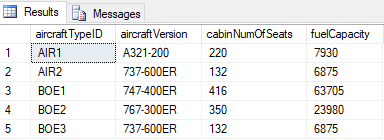 Results Messages
aircraftTypeID aircraftVersion cabinNumOfSeats fuelCapacity
1 AIR1 A321-200 220 7930
2 AIR2 737-600ER 132 6875
3 BOE1 747-400ER 416 63705
4 BOE2 767-300ER 350 23980
5 BOE3 737-600ER 132 6875